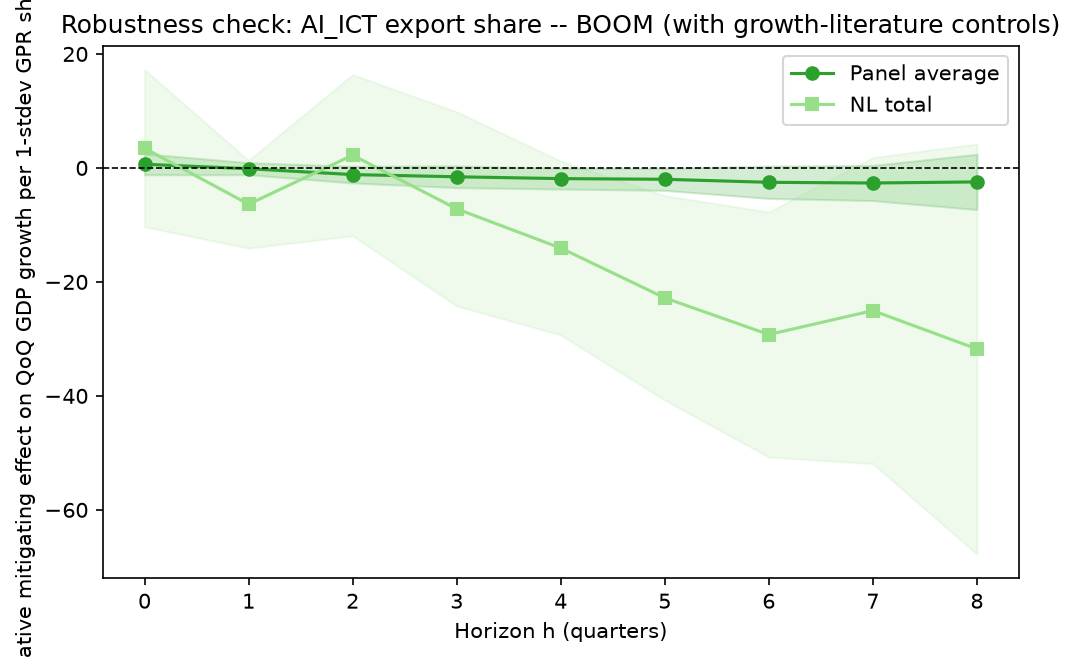 Robustness check: AI_ICT export share -- BOOM (with growth-literature controls)
ative mitigating effect on QoQ GDP growth per 1-stdev GPR sh
Panel average
NL total
20
0
−20
−40
−60
0 1 2 3 4 5 6 7 8
Horizon h (quarters)